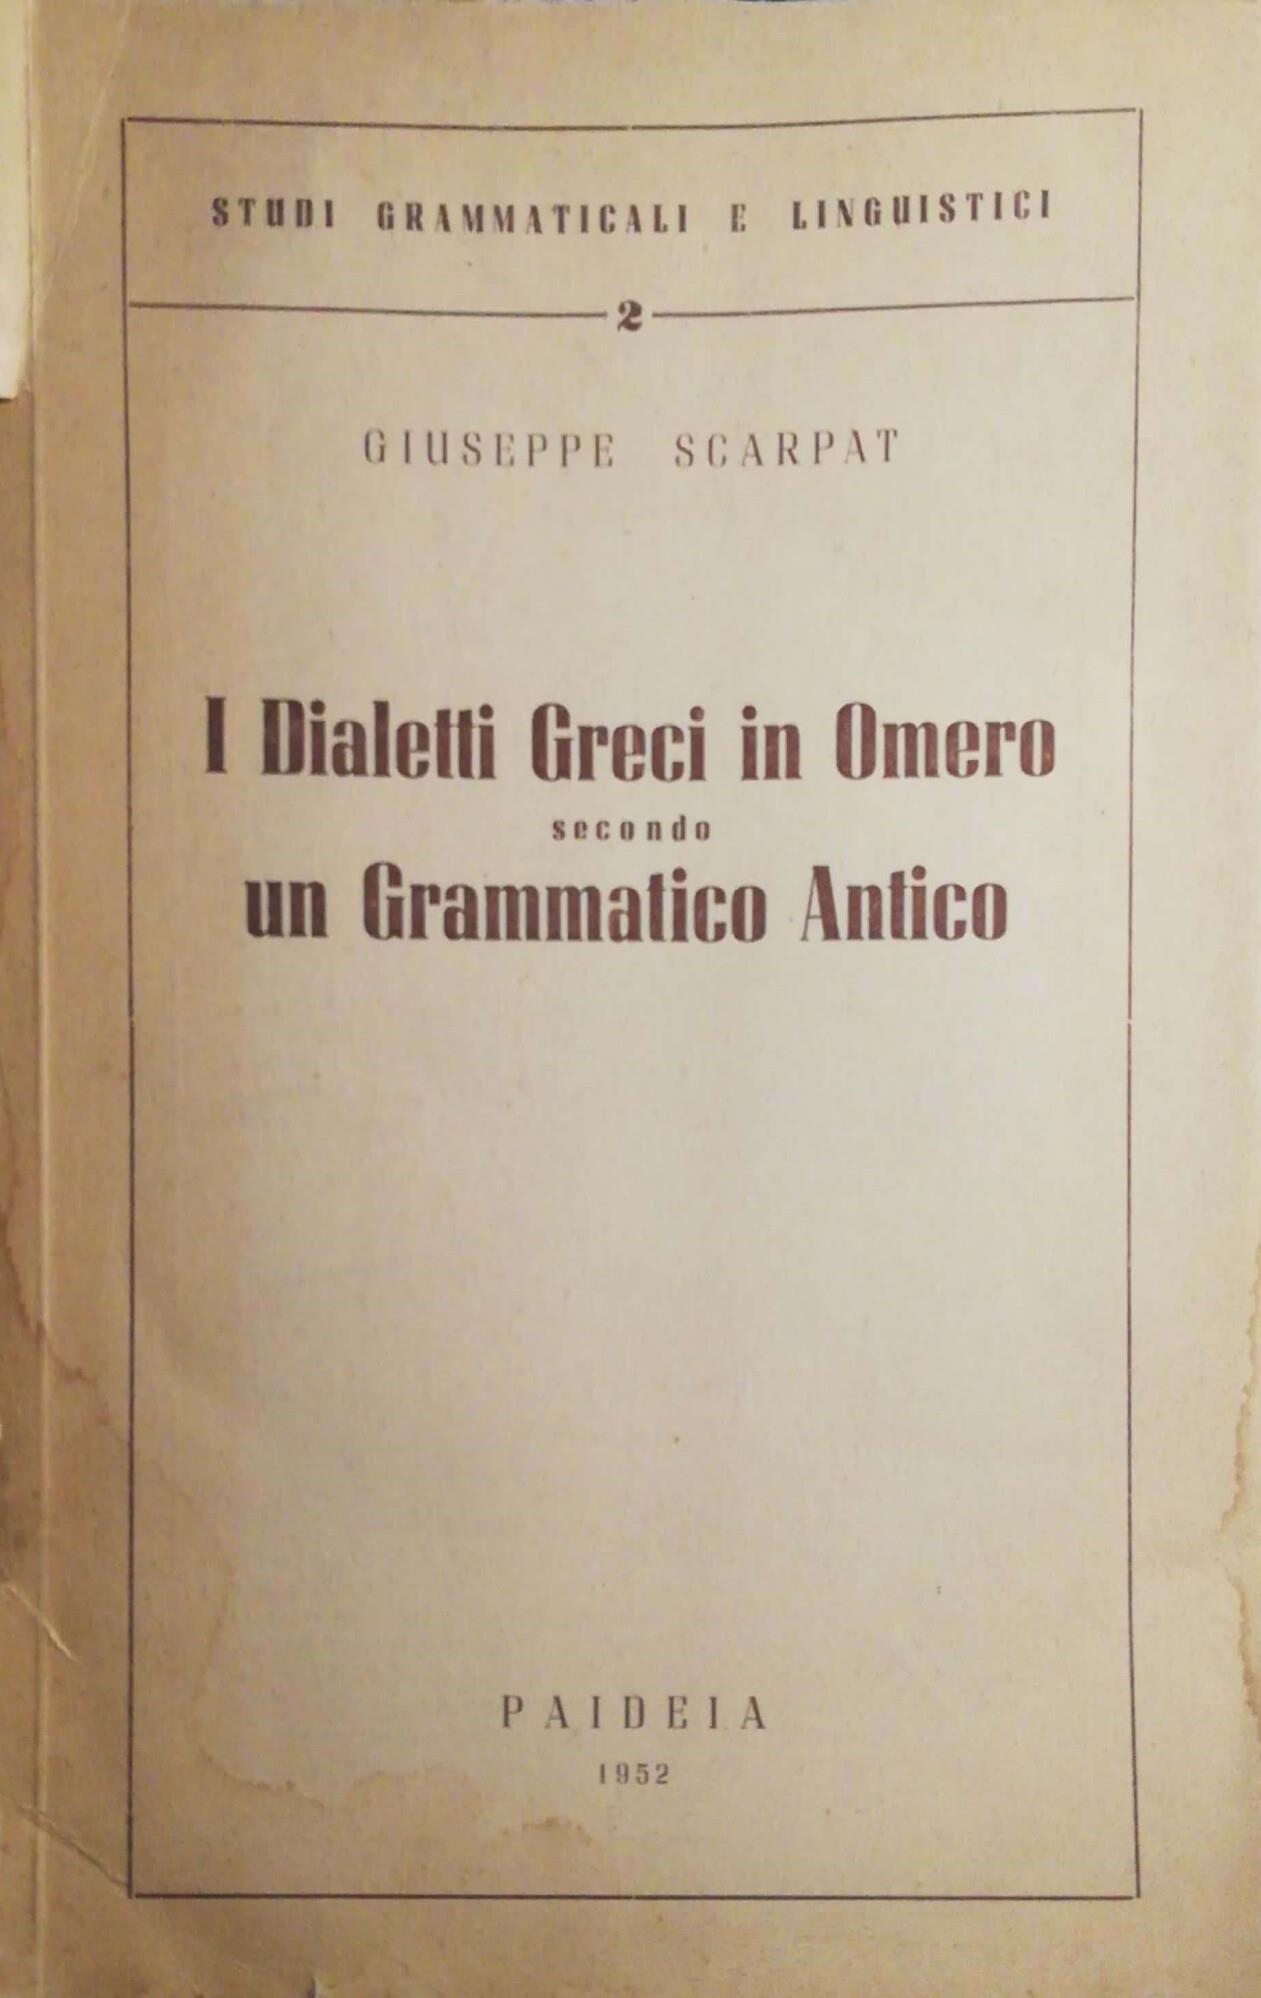 STUDI GRAMMATICALI E LINGUISTICI
2
GIUSEPPE SCARPAT
I Dialetti Greci in Omero
secondo
un Grammatico Antico
PAIDEIA
1952